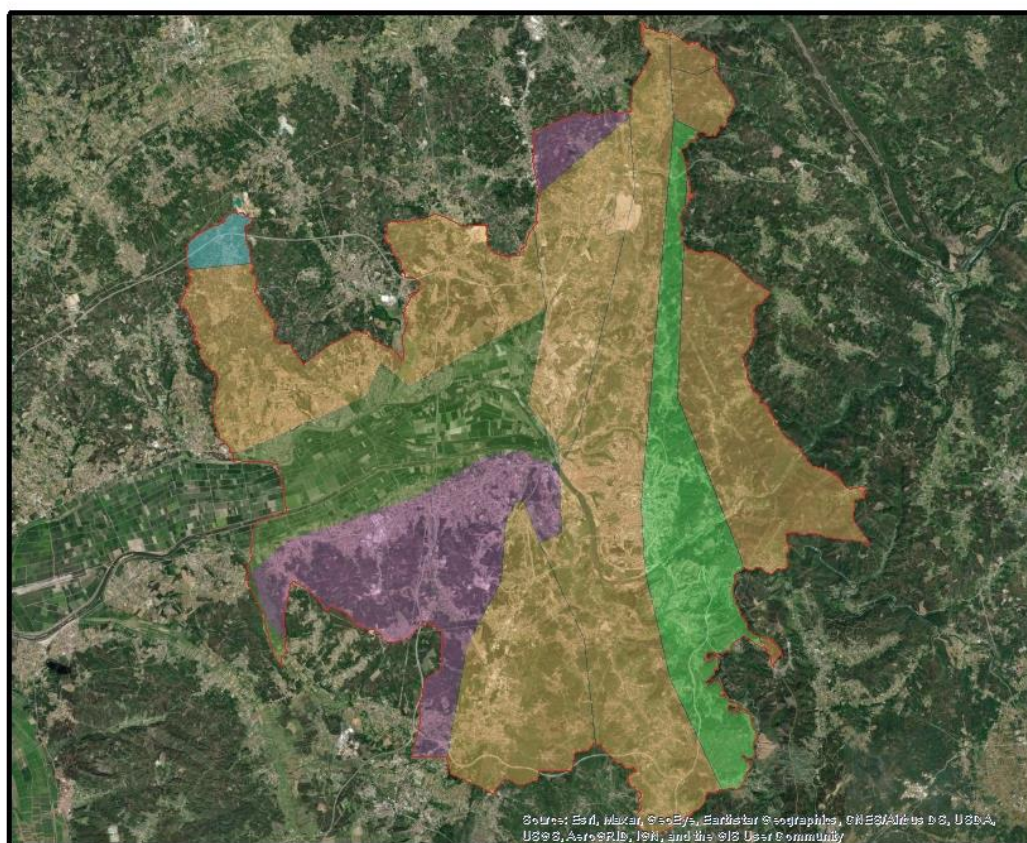 Source: Esri, Maxar, GeoEye, Earthstar Geographics, CNES/Airbus DS, USDA,
USGS, AeroGRID, IGN, and the GIS User Community